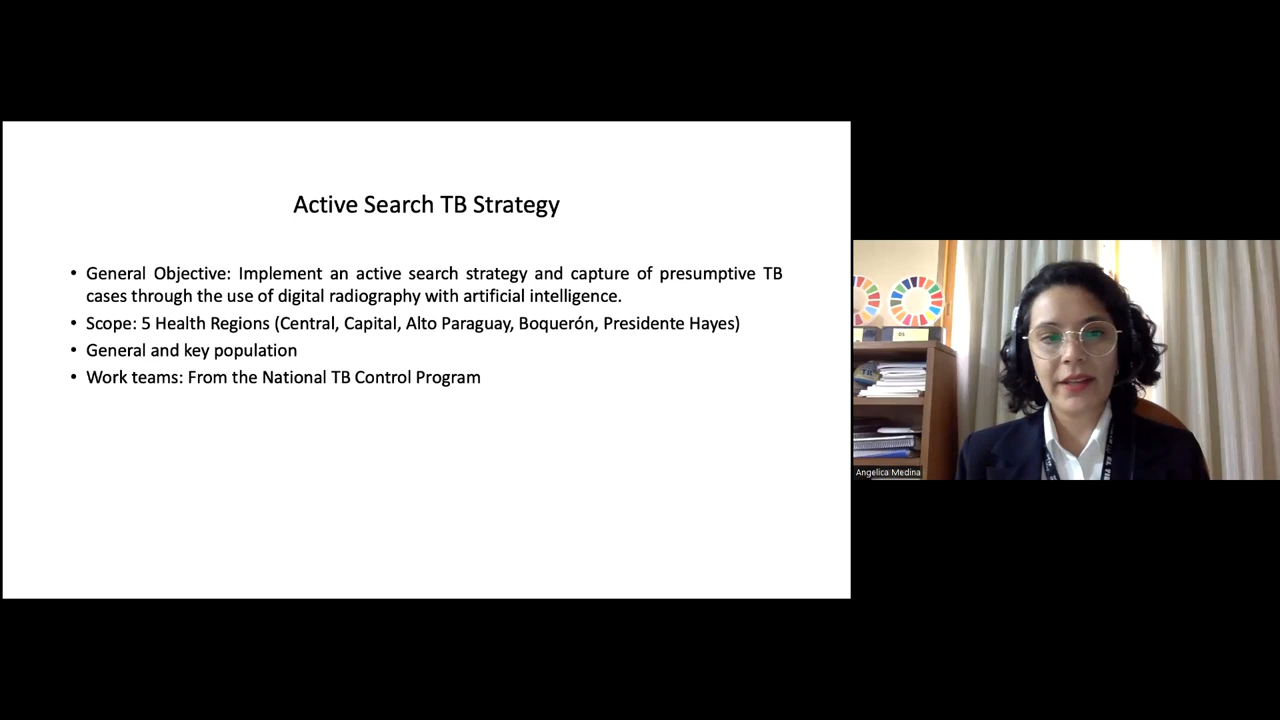 Active Search TB Strategy
• General Objective: Implement an active search strategy and capture of presumptive TB
cases through the use of digital radiography with artificial intelligence.
• Scope: 5 Health Regions (Central, Capital, Alto Paraguay, Boquerón, Presidente Hayes)
• General and key population
• Work teams: From the National TB Control Program
Angelica Medina